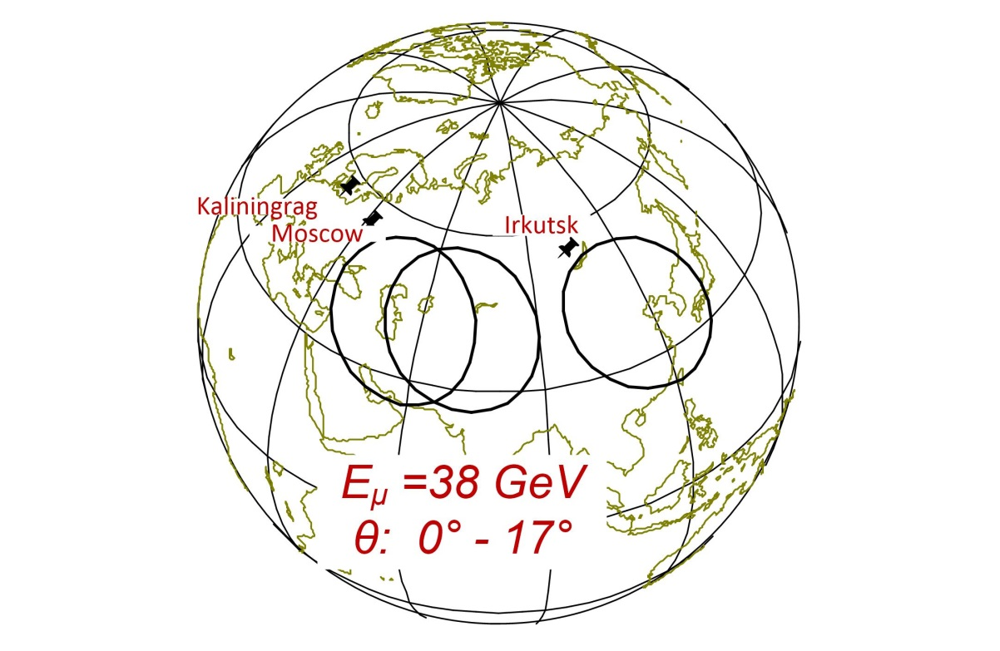 Kaliningrag
Moscow
Irkutsk
Eμ =38 GeV
θ: 0° - 17°